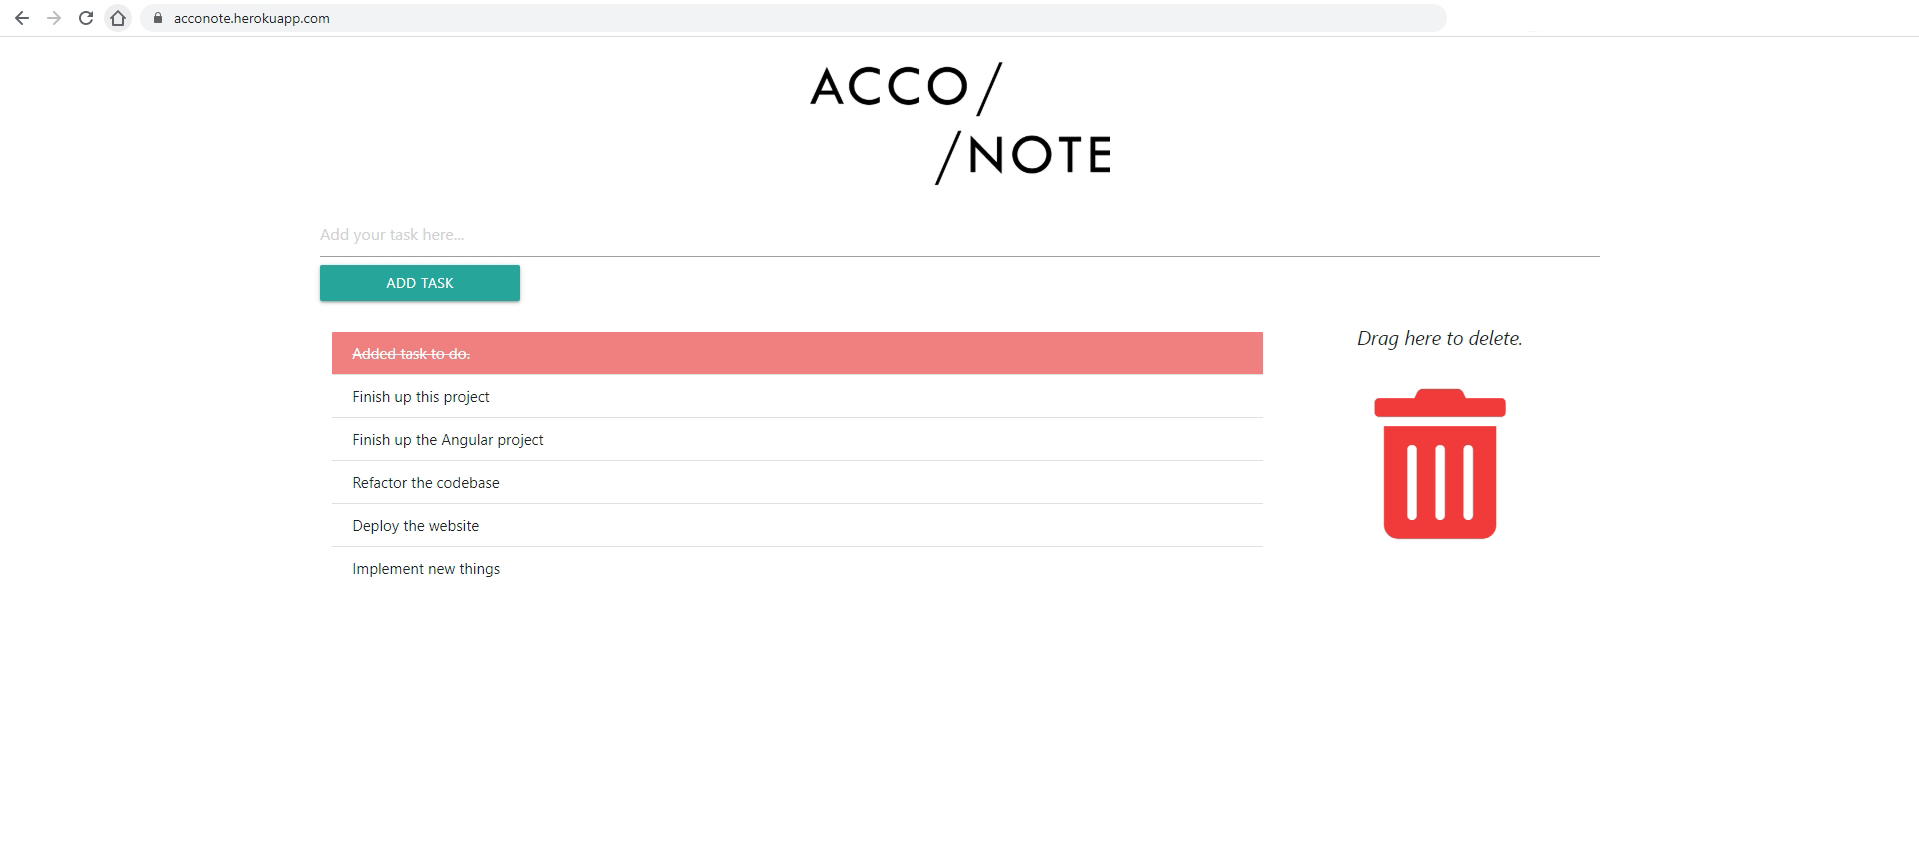 acconote.herokuapp.com
ACCO/
/NOTE
Add your task here...
ADD TASK
Added task to do.
Drag here to delete.
Finish up this project
Finish up the Angular project
Refactor the codebase
Deploy the website
Implement new things